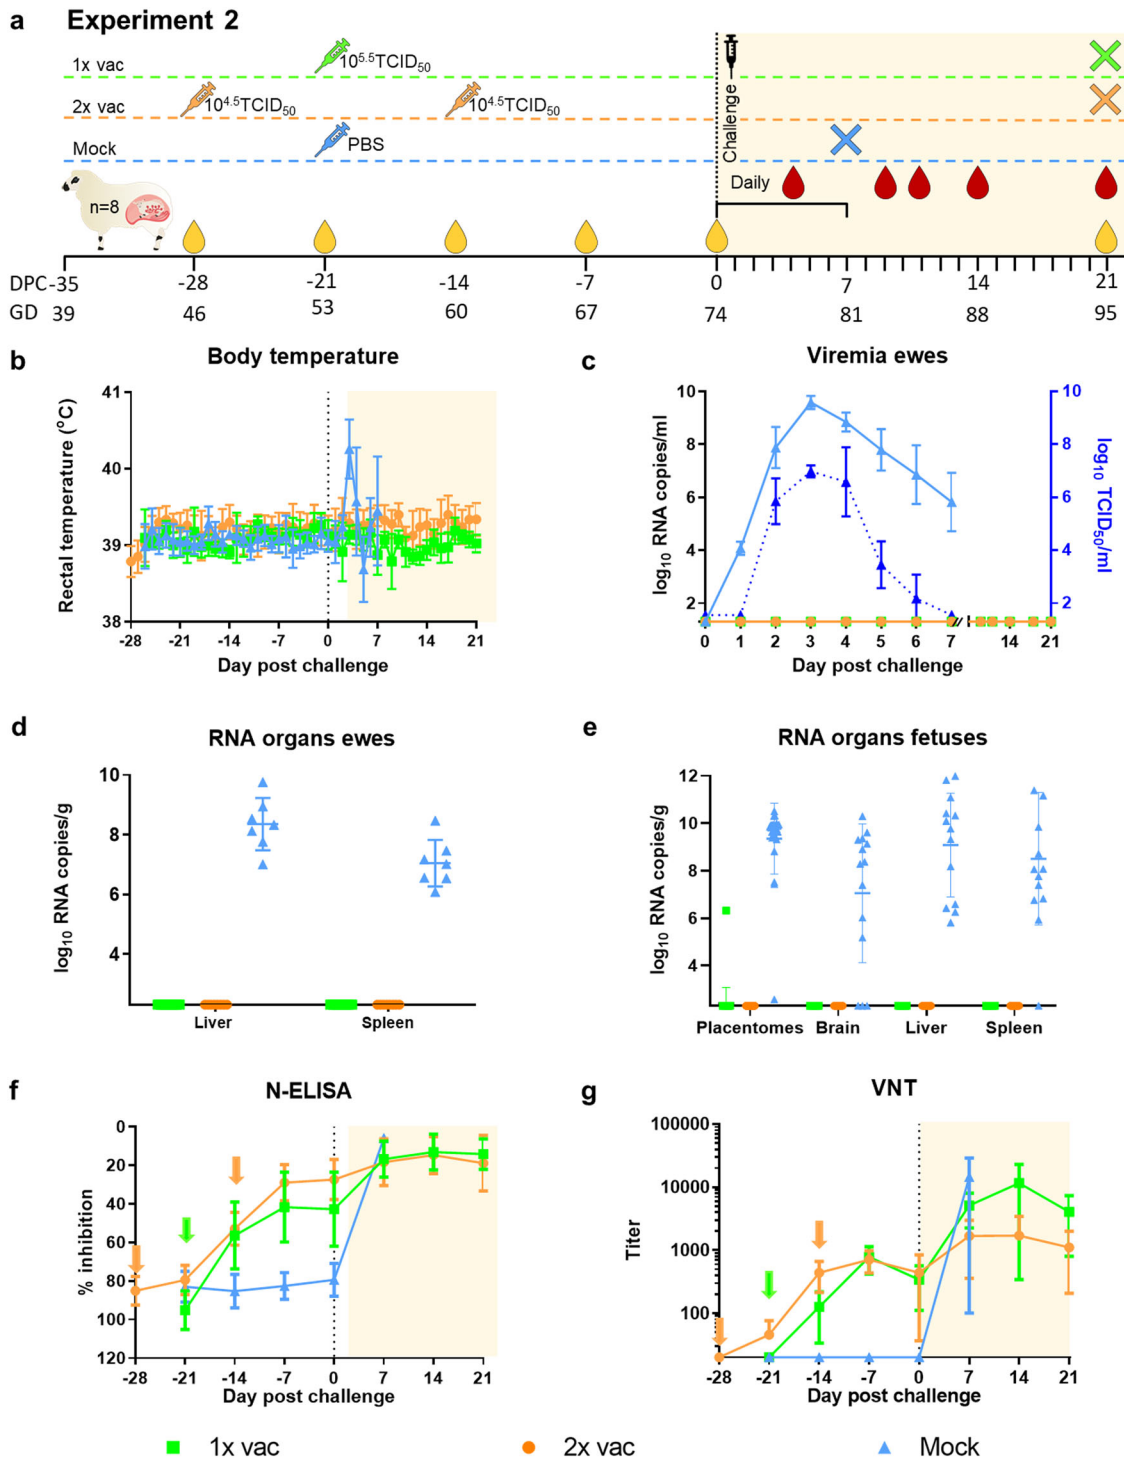 a Experiment 2
1x vac
10^5.5 TCID50
2x vac
10^4.5 TCID50
10^4.5 TCID50
Mock
PBS
Challenge
n=8
Daily
DPC -35 -28 -21 -14 -7 0 7 14 21
GD 39 46 53 60 67 74 81 88 95
b Body temperature
Rectal temperature (°C)
41
40
39
38
-28 -21 -14 -7 0 7 14 21
Day post challenge
c Viremia ewes
log10 RNA copies/ml
10
8
6
4
2
10
8
6
4
2
log10 TCID50/ml
0 1 2 3 4 5 6 7 14 21
Day post challenge
d RNA organs ewes
log10 RNA copies/g
10
8
6
4
Liver Spleen
e RNA organs fetuses
log10 RNA copies/g
12
10
8
6
4
Placentomes Brain Liver Spleen
f N-ELISA
% inhibition
0
20
40
60
80
100
120
-28 -21 -14 -7 0 7 14 21
Day post challenge
g VNT
Titer
100000
10000
1000
100
-28 -21 -14 -7 0 7 14 21
Day post challenge
1x vac 2x vac Mock